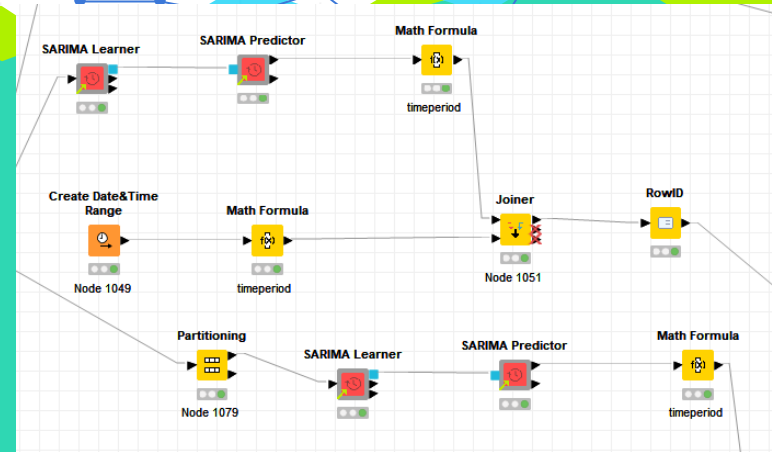 Math Formula
SARIMA Learner
SARIMA Predictor
timeperiod
Create Date&Time
Range
Math Formula
Joiner
RowID
Node 1049
timeperiod
Node 1051
Partitioning
SARIMA Learner
SARIMA Predictor
Math Formula
Node 1079
timeperiod